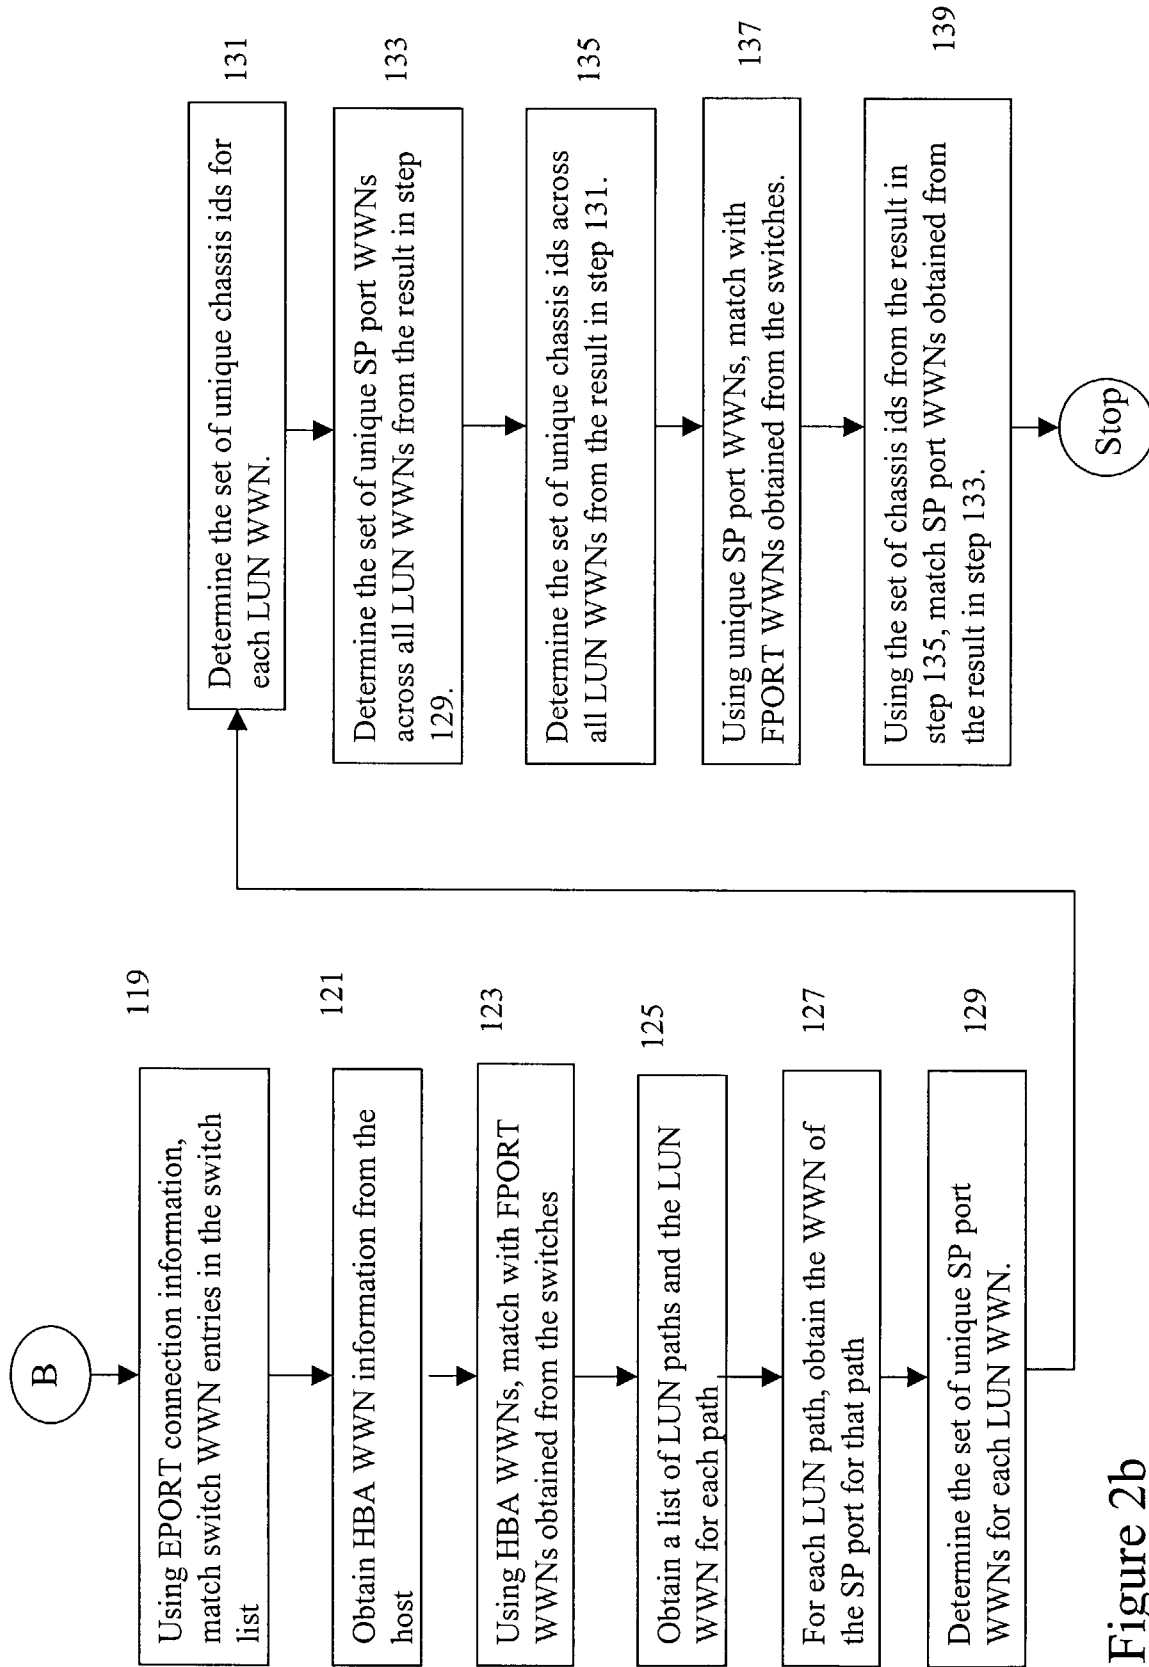 B
119
Using EPORT connection information,
match switch WWN entries in the switch
list
121
Obtain HBA WWN information from the
host
123
Using HBA WWNs, match with FPORT
WWNs obtained from the switches
125
Obtain a list of LUN paths and the LUN
WWN for each path
127
For each LUN path, obtain the WWN of
the SP port for that path
129
Determine the set of unique SP port
WWNs for each LUN WWN.
131
Determine the set of unique chassis ids for
each LUN WWN.
133
Determine the set of unique SP port WWNs
across all LUN WWNs from the result in step
129.
135
Determine the set of unique chassis ids across
all LUN WWNs from the result in step 131.
137
Using unique SP port WWNs, match with
FPORT WWNs obtained from the switches.
139
Using the set of chassis ids from the result in
step 135, match SP port WWNs obtained from
the result in step 133.
Stop
Figure 2b